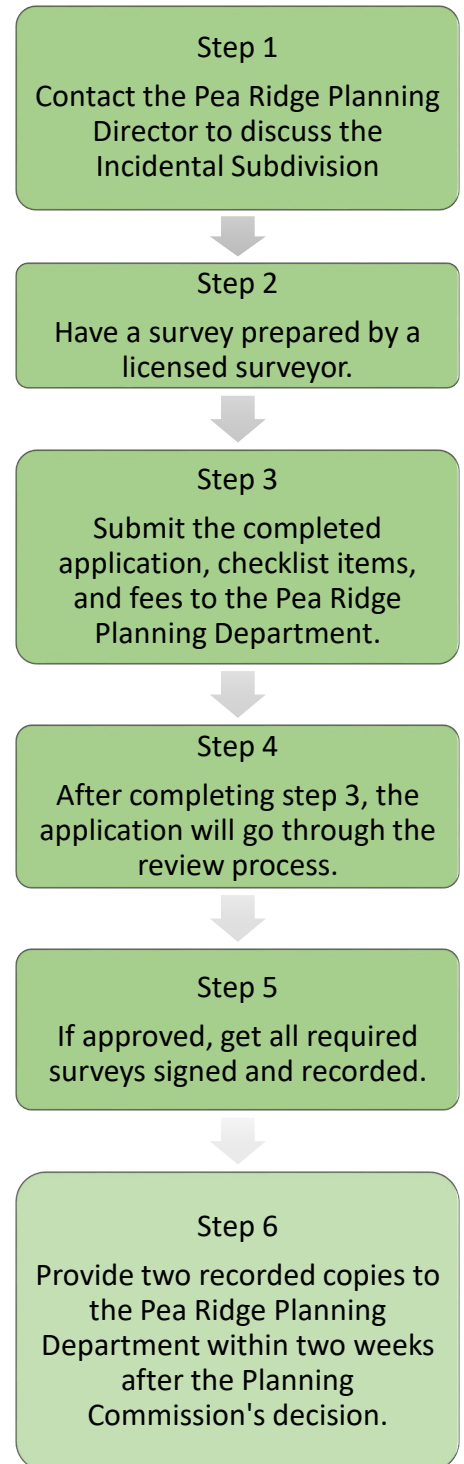 Step 1
Contact the Pea Ridge Planning
Director to discuss the
Incidental Subdivision
Step 2
Have a survey prepared by a
licensed surveyor.
Step 3
Submit the completed
application, checklist items,
and fees to the Pea Ridge
Planning Department.
Step 4
After completing step 3, the
application will go through the
review process.
Step 5
If approved, get all required
surveys signed and recorded.
Step 6
Provide two recorded copies to
the Pea Ridge Planning
Department within two weeks
after the Planning
Commission's decision.